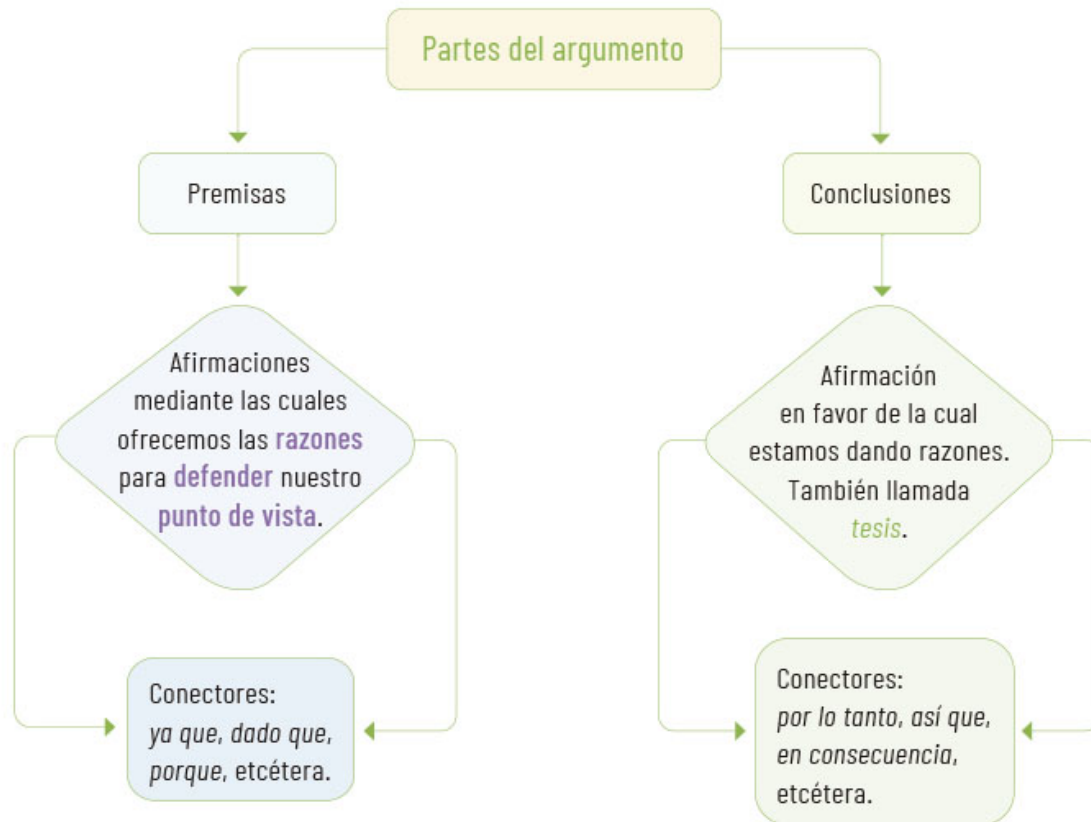 Partes del argumento
Premisas
Afirmaciones
mediante las cuales
ofrecemos las razones
para defender nuestro
punto de vista.
Conectores:
ya que, dado que,
porque, etcétera.
Conclusiones
Afirmación
en favor de la cual
estamos dando razones.
También llamada
tesis.
Conectores:
por lo tanto, así que,
en consecuencia,
etcétera.